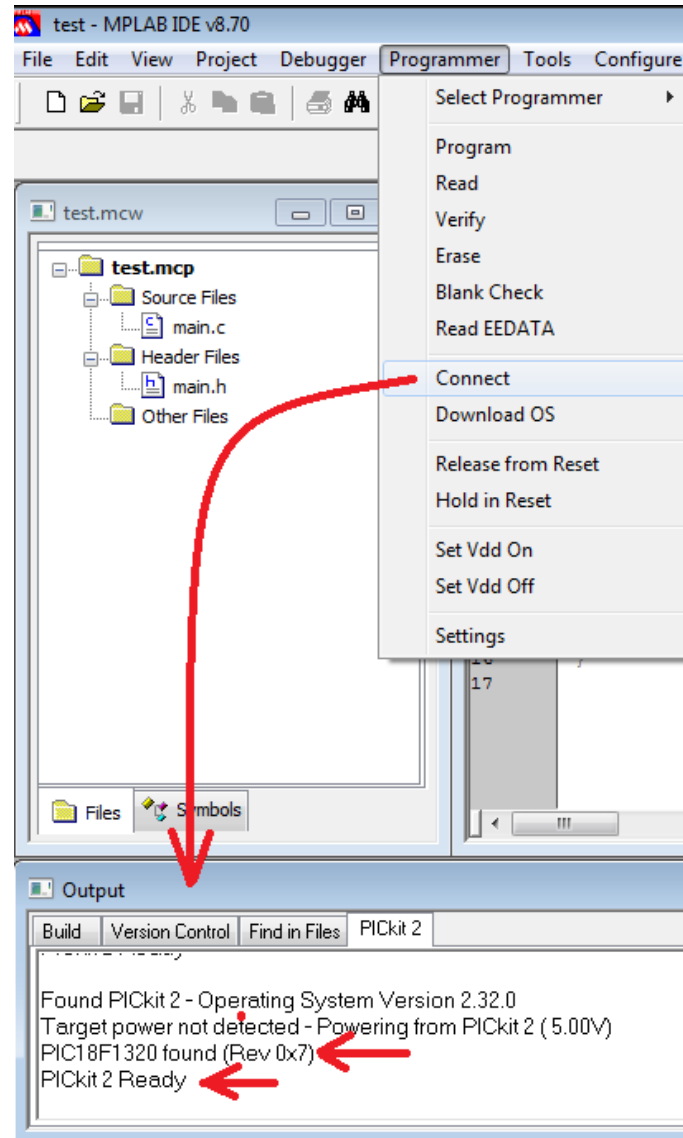 test - MPLAB IDE v8.70
File Edit View Project Debugger Programmer Tools Configure
Select Programmer
Program
Read
Verify
Erase
Blank Check
Read EEDATA
Connect
Download OS
Release from Reset
Hold in Reset
Set Vdd On
Set Vdd Off
Settings
test.mcw
test.mcp
Source Files
c
main.c
Header Files
h
main.h
Other Files
17
Files Symbols
Output
Build Version Control Find in Files PICkit 2
Found PICkit 2 - Operating System Version 2.32.0
Target power not detected - Powering from PICkit 2 ( 5.00V)
PIC18F1320 found (Rev 0x7)
PICkit 2 Ready